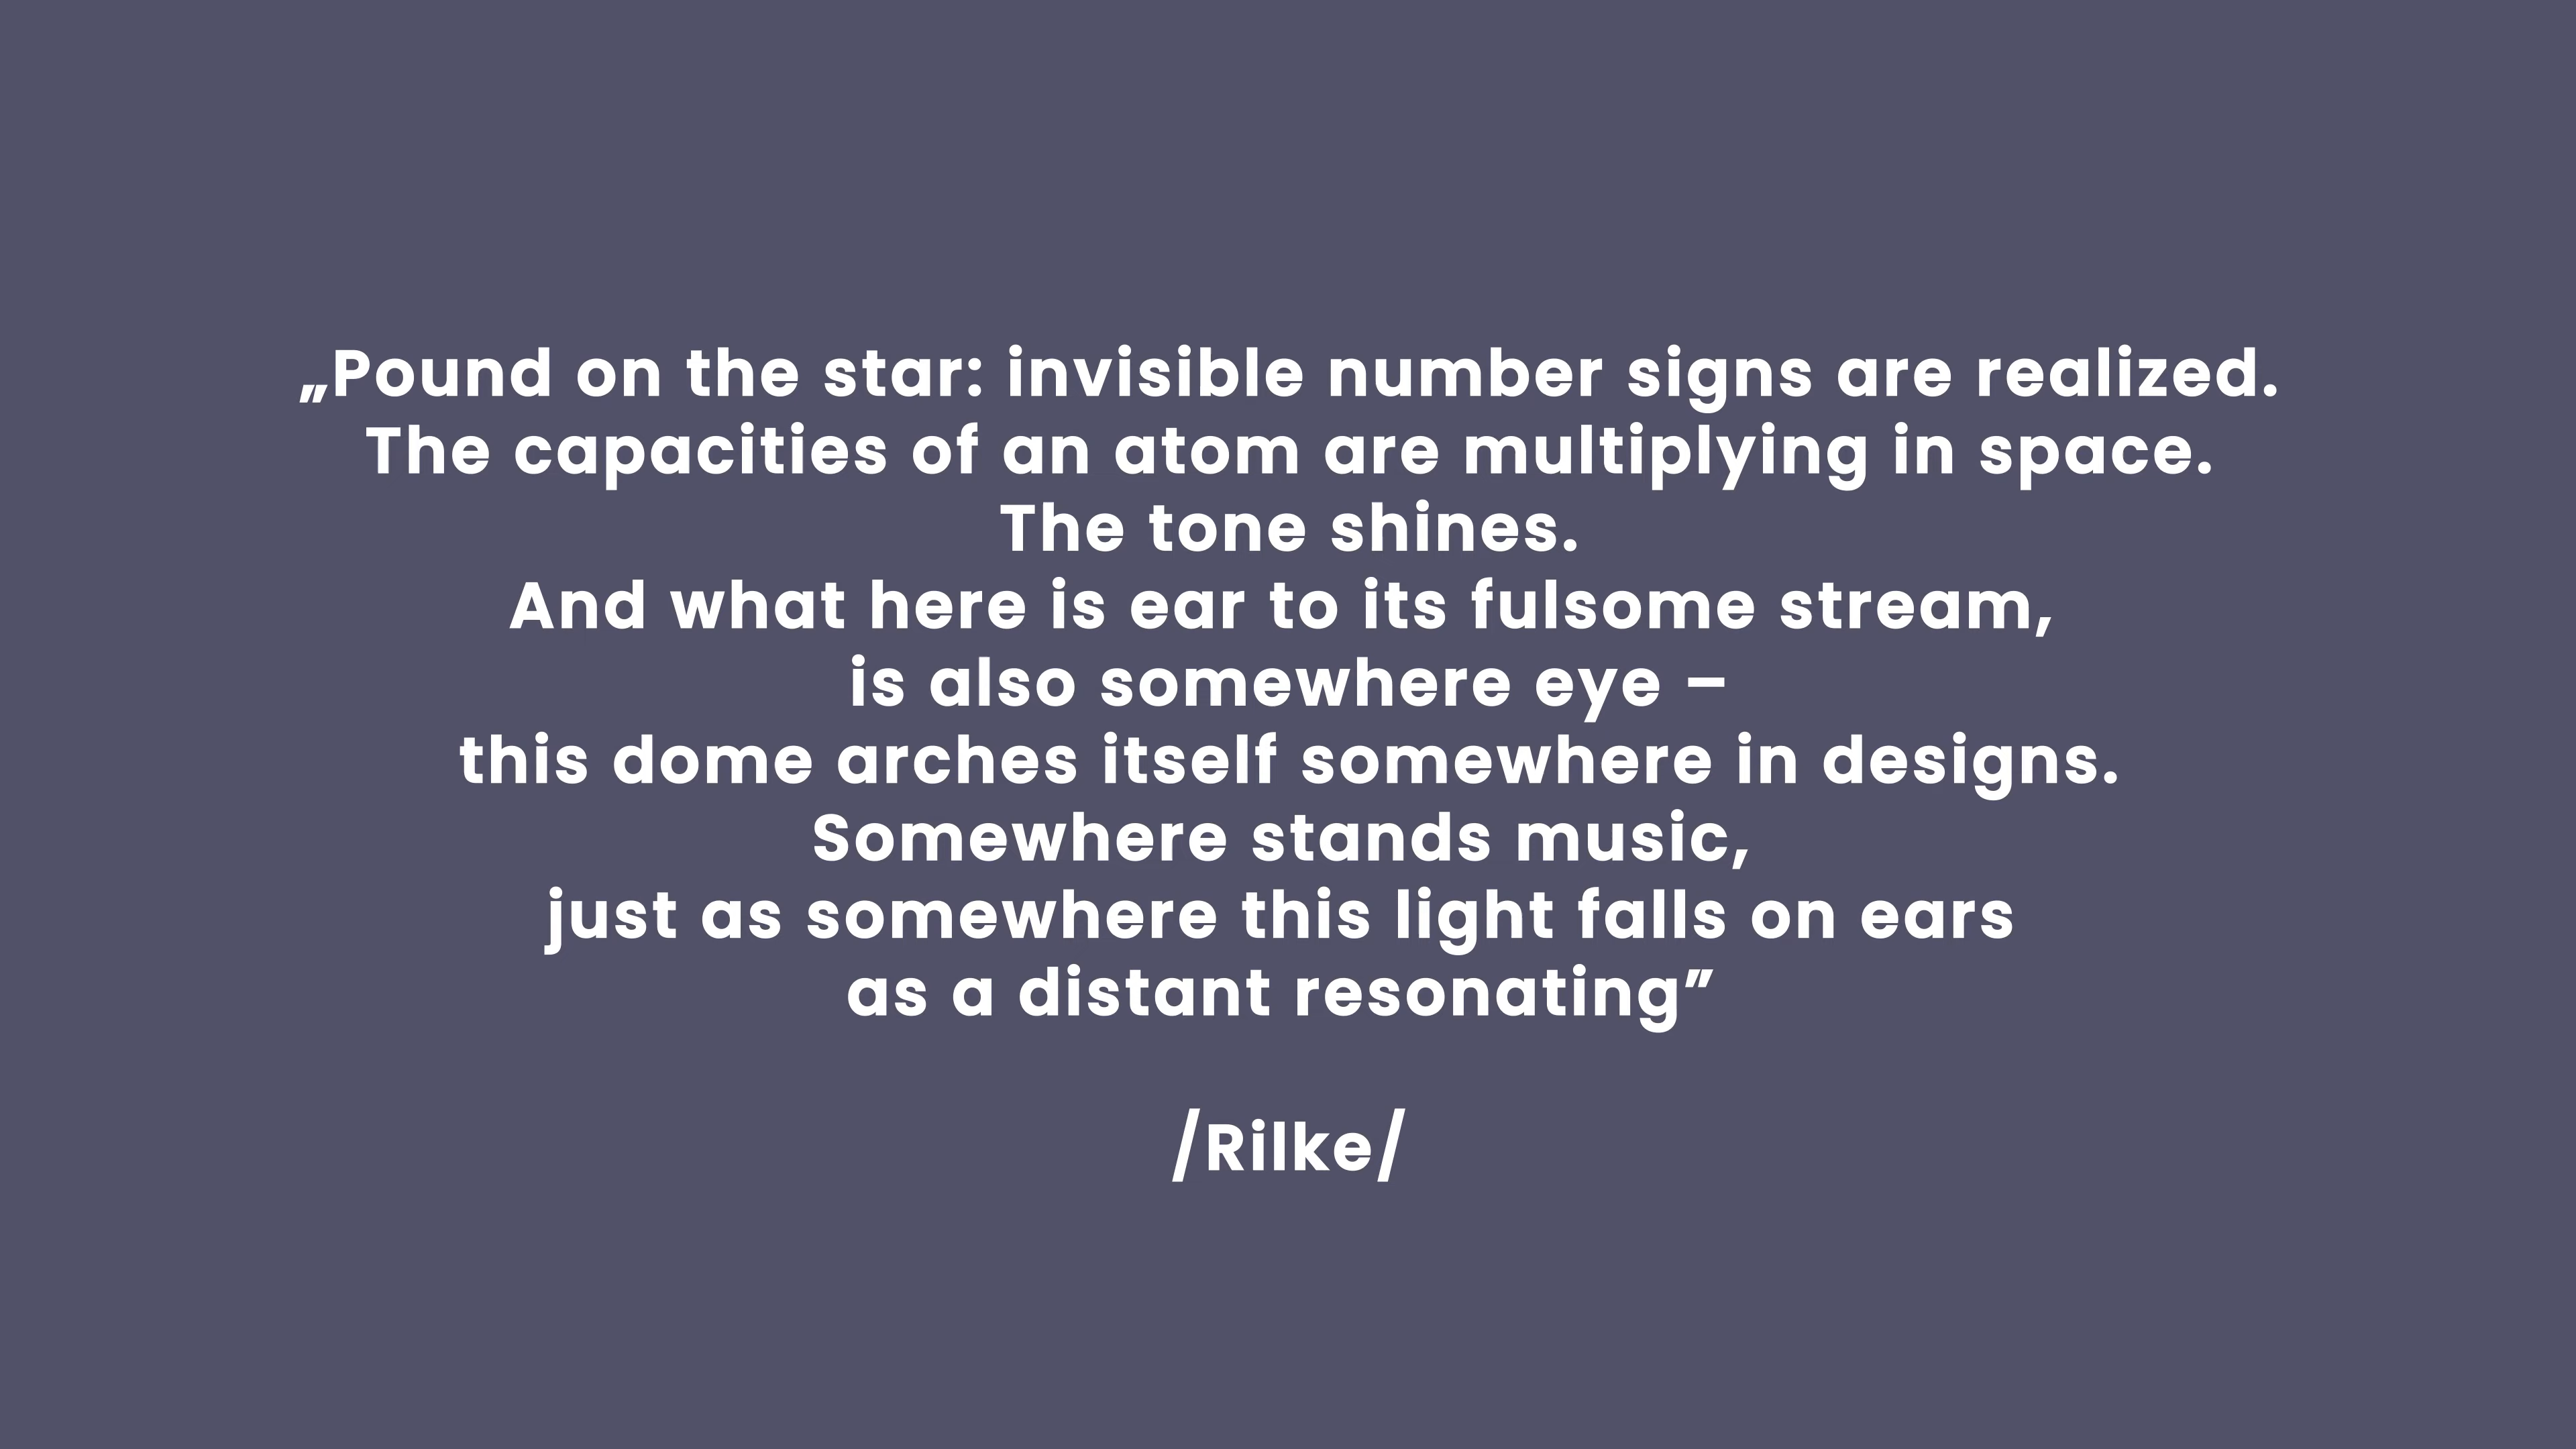 „Pound on the star: invisible number signs are realized.
The capacities of an atom are multiplying in space.
The tone shines.
And what here is ear to its fulsome stream,
is also somewhere eye –
this dome arches itself somewhere in designs.
Somewhere stands music,
just as somewhere this light falls on ears
as a distant resonating”
/Rilke/